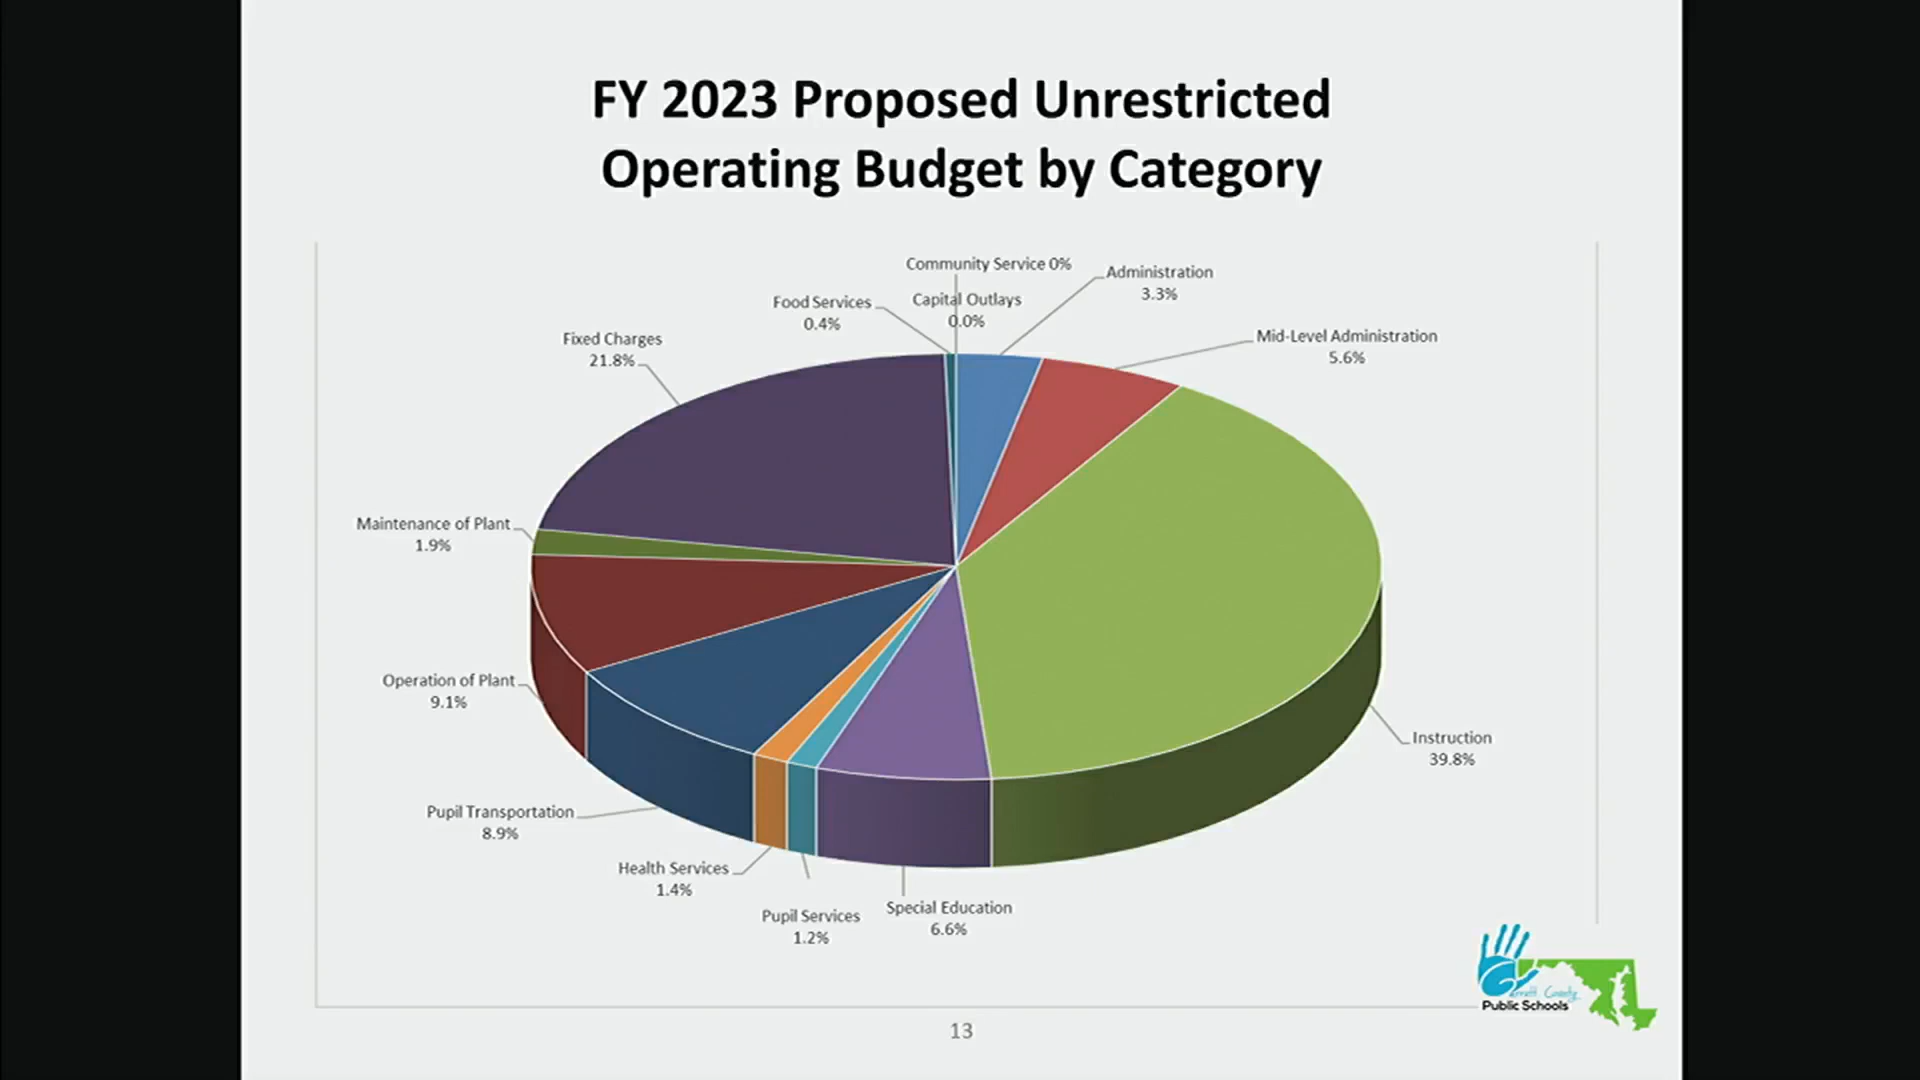 FY 2023 Proposed Unrestricted
Operating Budget by Category
Community Service 0%
Administration
3.3%
Food Services
0.4%
Capital Outlays
0.0%
Fixed Charges
21.8%
Mid-Level Administration
5.6%
Maintenance of Plant
1.9%
Operation of Plant
9.1%
Instruction
39.8%
Pupil Transportation
8.9%
Health Services
1.4%
Pupil Services
1.2%
Special Education
6.6%
Garrett County
Public Schools
13